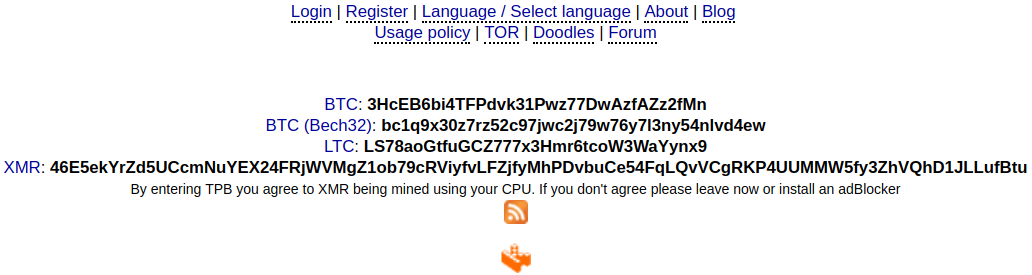 Login | Register | Language / Select language | About | Blog
Usage policy | TOR | Doodles | Forum
BTC: 3HcEB6bi4TFPdvk31Pwz77DwAzfAZz2fMn
BTC (Bech32): bc1q9x30z7rz52c97jwc2j79w76y7l3ny54nlvd4ew
LTC: LS78aoGtfuGCZ777x3Hmr6tcoW3WaYynx9
XMR: 46E5ekYrZd5UCcmNuYEX24FRjWVMgZ1ob79cRViyfvLFZjfyMhPDvbuCe54FqLQvVCgRKP4UUMMW5fy3ZhVQhD1JLLufBtu
By entering TPB you agree to XMR being mined using your CPU. If you don't agree please leave now or install an adBlocker